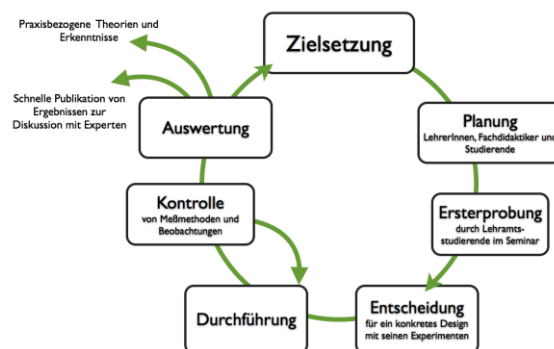 Praxisbezogene Theorien und
Erkenntnisse
Zielsetzung
Schnelle Publikation von
Ergebnissen zur
Diskussion mit Experten
Auswertung
Planung
LehrerInnen, Fachdidaktiker und
Studierende
Kontrolle
von Meßmethoden und
Beobachtungen
Ersterprobung
durch Lehramts-
studierende im Seminar
Durchführung
Entscheidung
für ein konkretes Design
mit seinen Experimenten